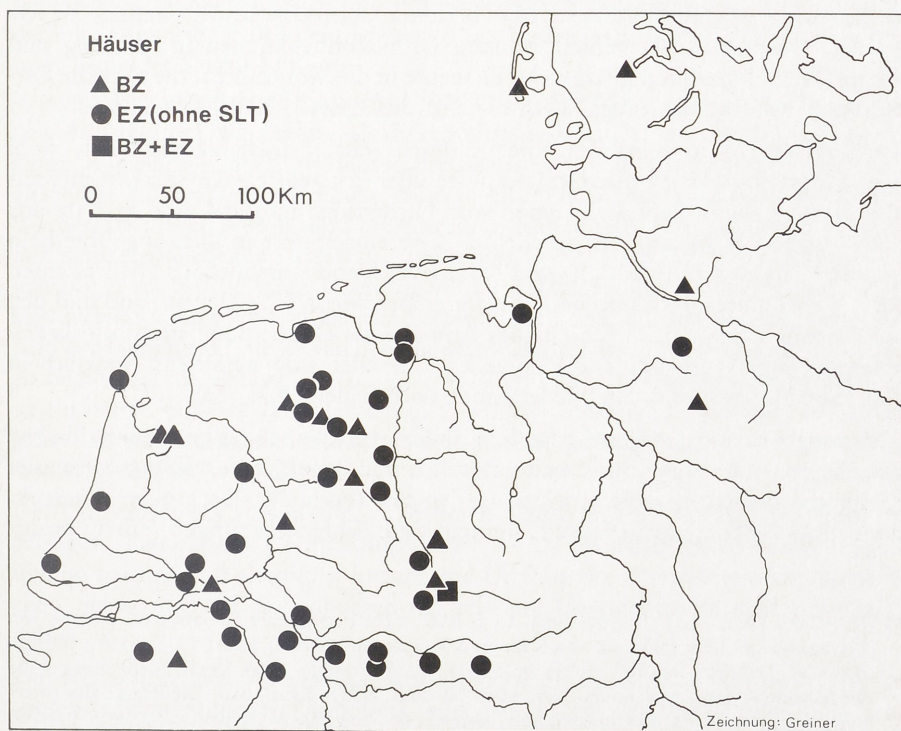 Häuser
BZ
EZ (ohne SLT)
BZ+EZ
0 50 100 Km
Zeichnung: Greiner